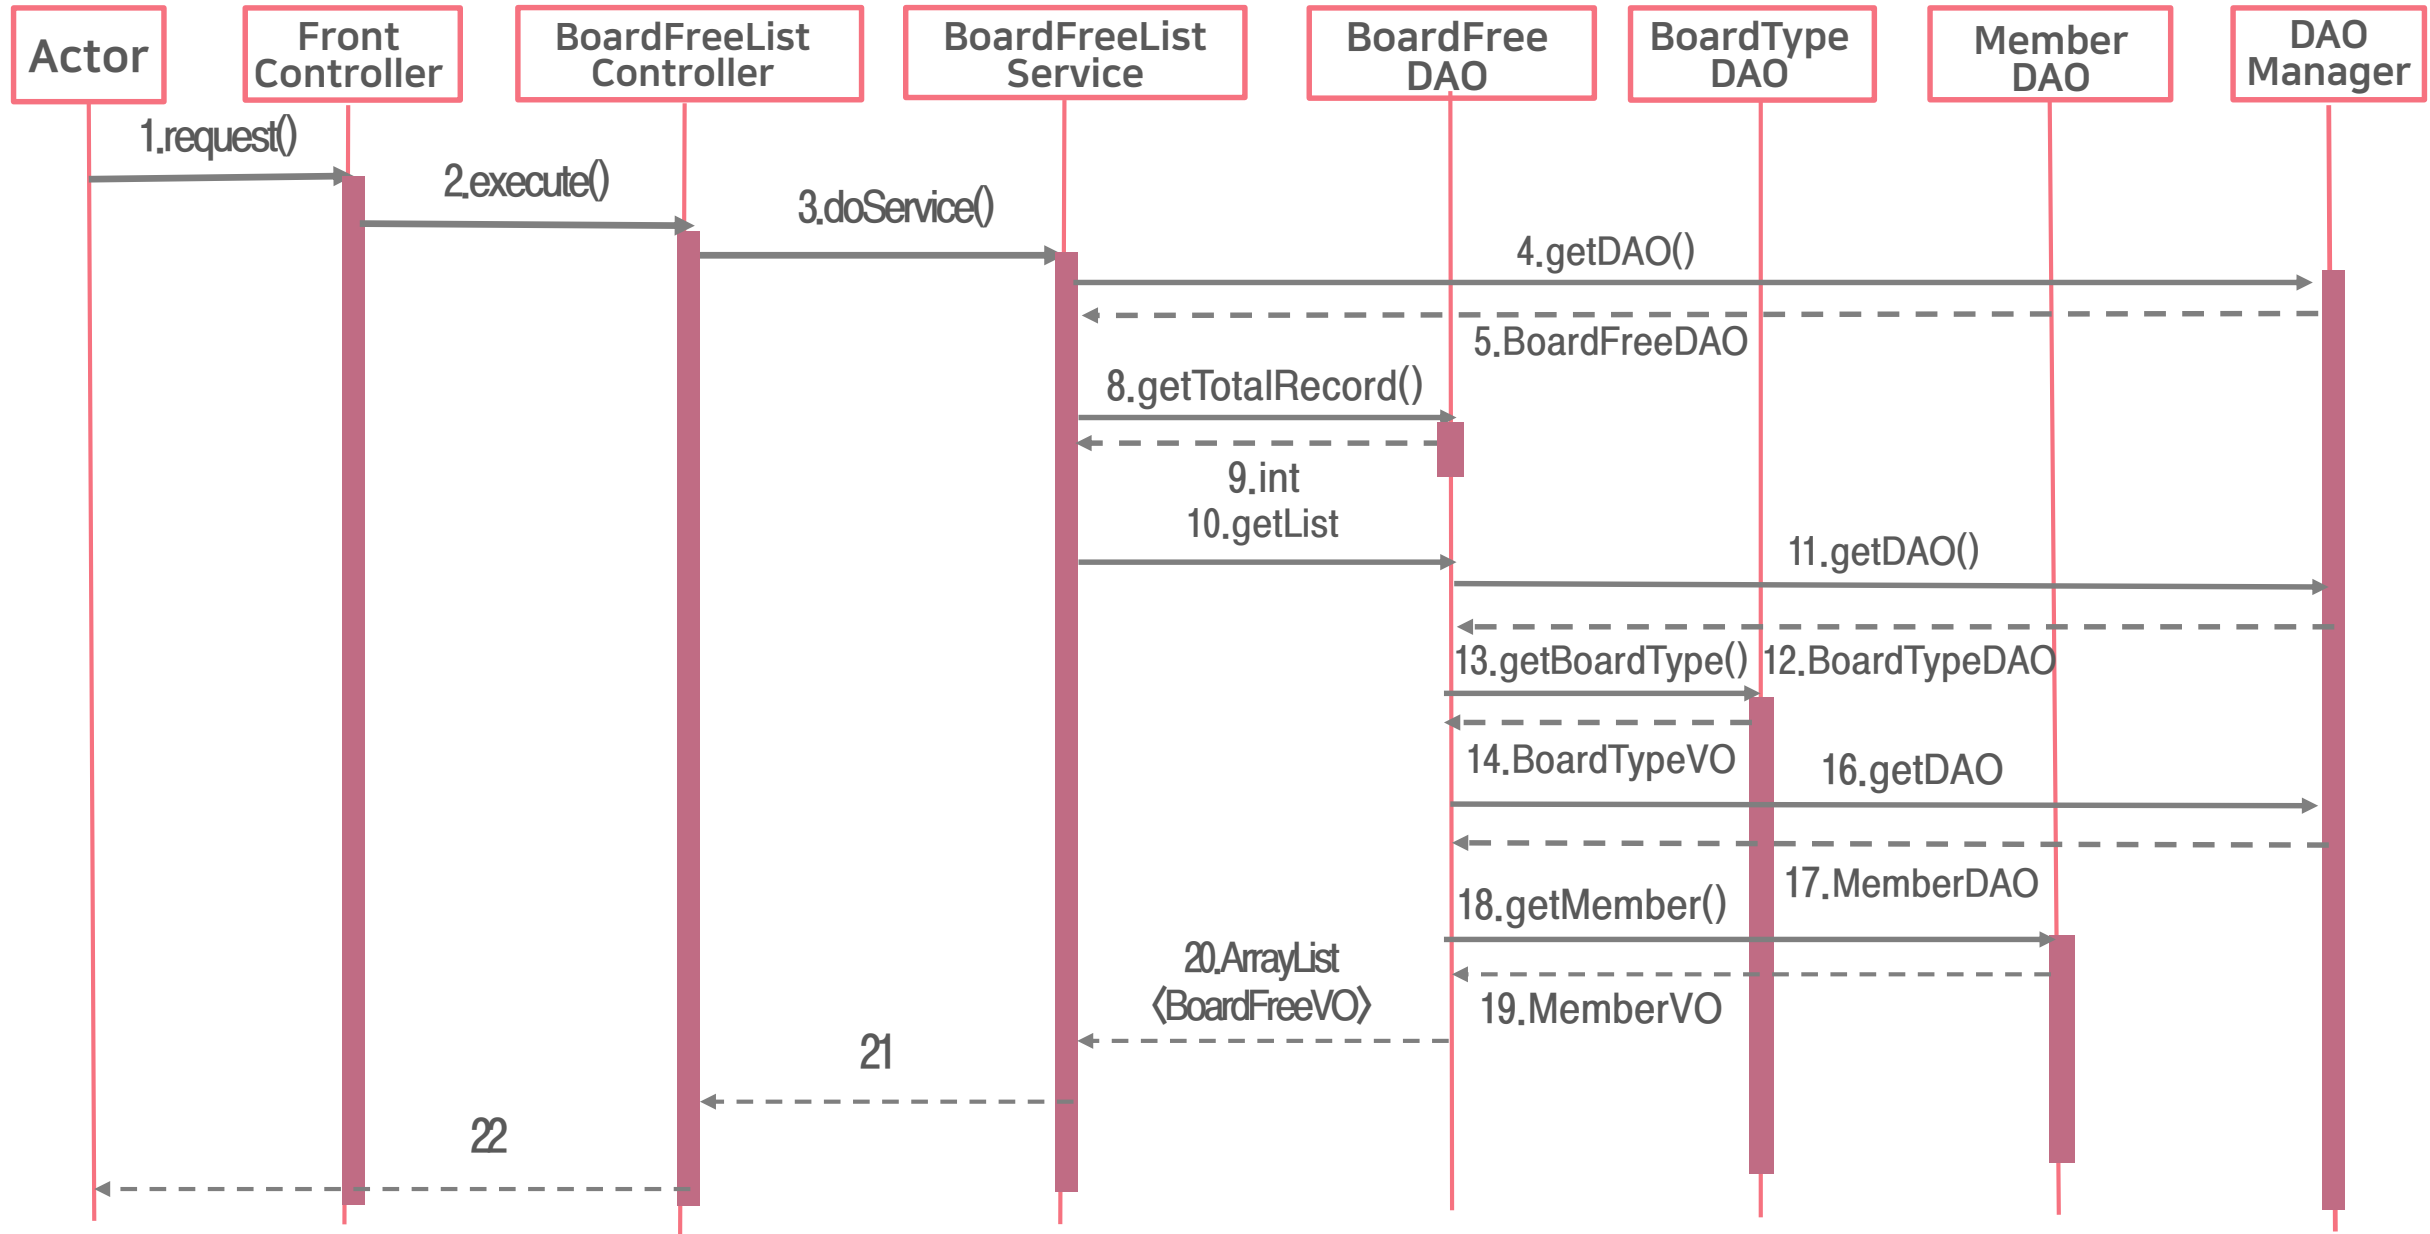 Actor
Front
Controller
BoardFreeList
Controller
BoardFreeList
Service
BoardFree
DAO
BoardType
DAO
Member
DAO
DAO
Manager
1.request()
2.execute()
3.doService()
4.getDAO()
5.BoardFreeDAO
8.getTotalRecord()
9.int
10.getList
11.getDAO()
13.getBoardType()
12.BoardTypeDAO
14.BoardTypeVO
16.getDAO
17.MemberDAO
18.getMember()
20.ArrayList
〈BoardFreeVO〉
19.MemberVO
21
22